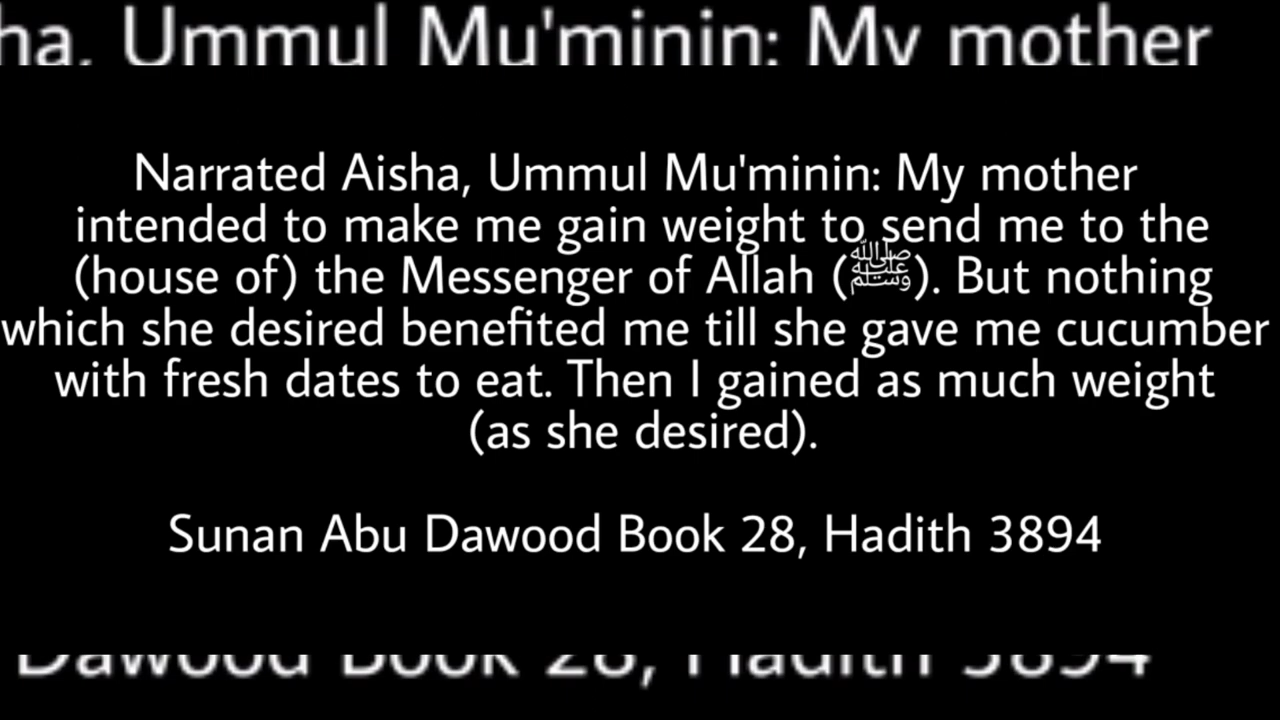 ha, Ummul Mu'minin: My mother
Narrated Aisha, Ummul Mu'minin: My mother
intended to make me gain weight to send me to the
(house of) the Messenger of Allah (ﷺ). But nothing
which she desired benefited me till she gave me cucumber
with fresh dates to eat. Then I gained as much weight
(as she desired).
Sunan Abu Dawood Book 28, Hadith 3894
Dawood Book 28, Hadith 3894